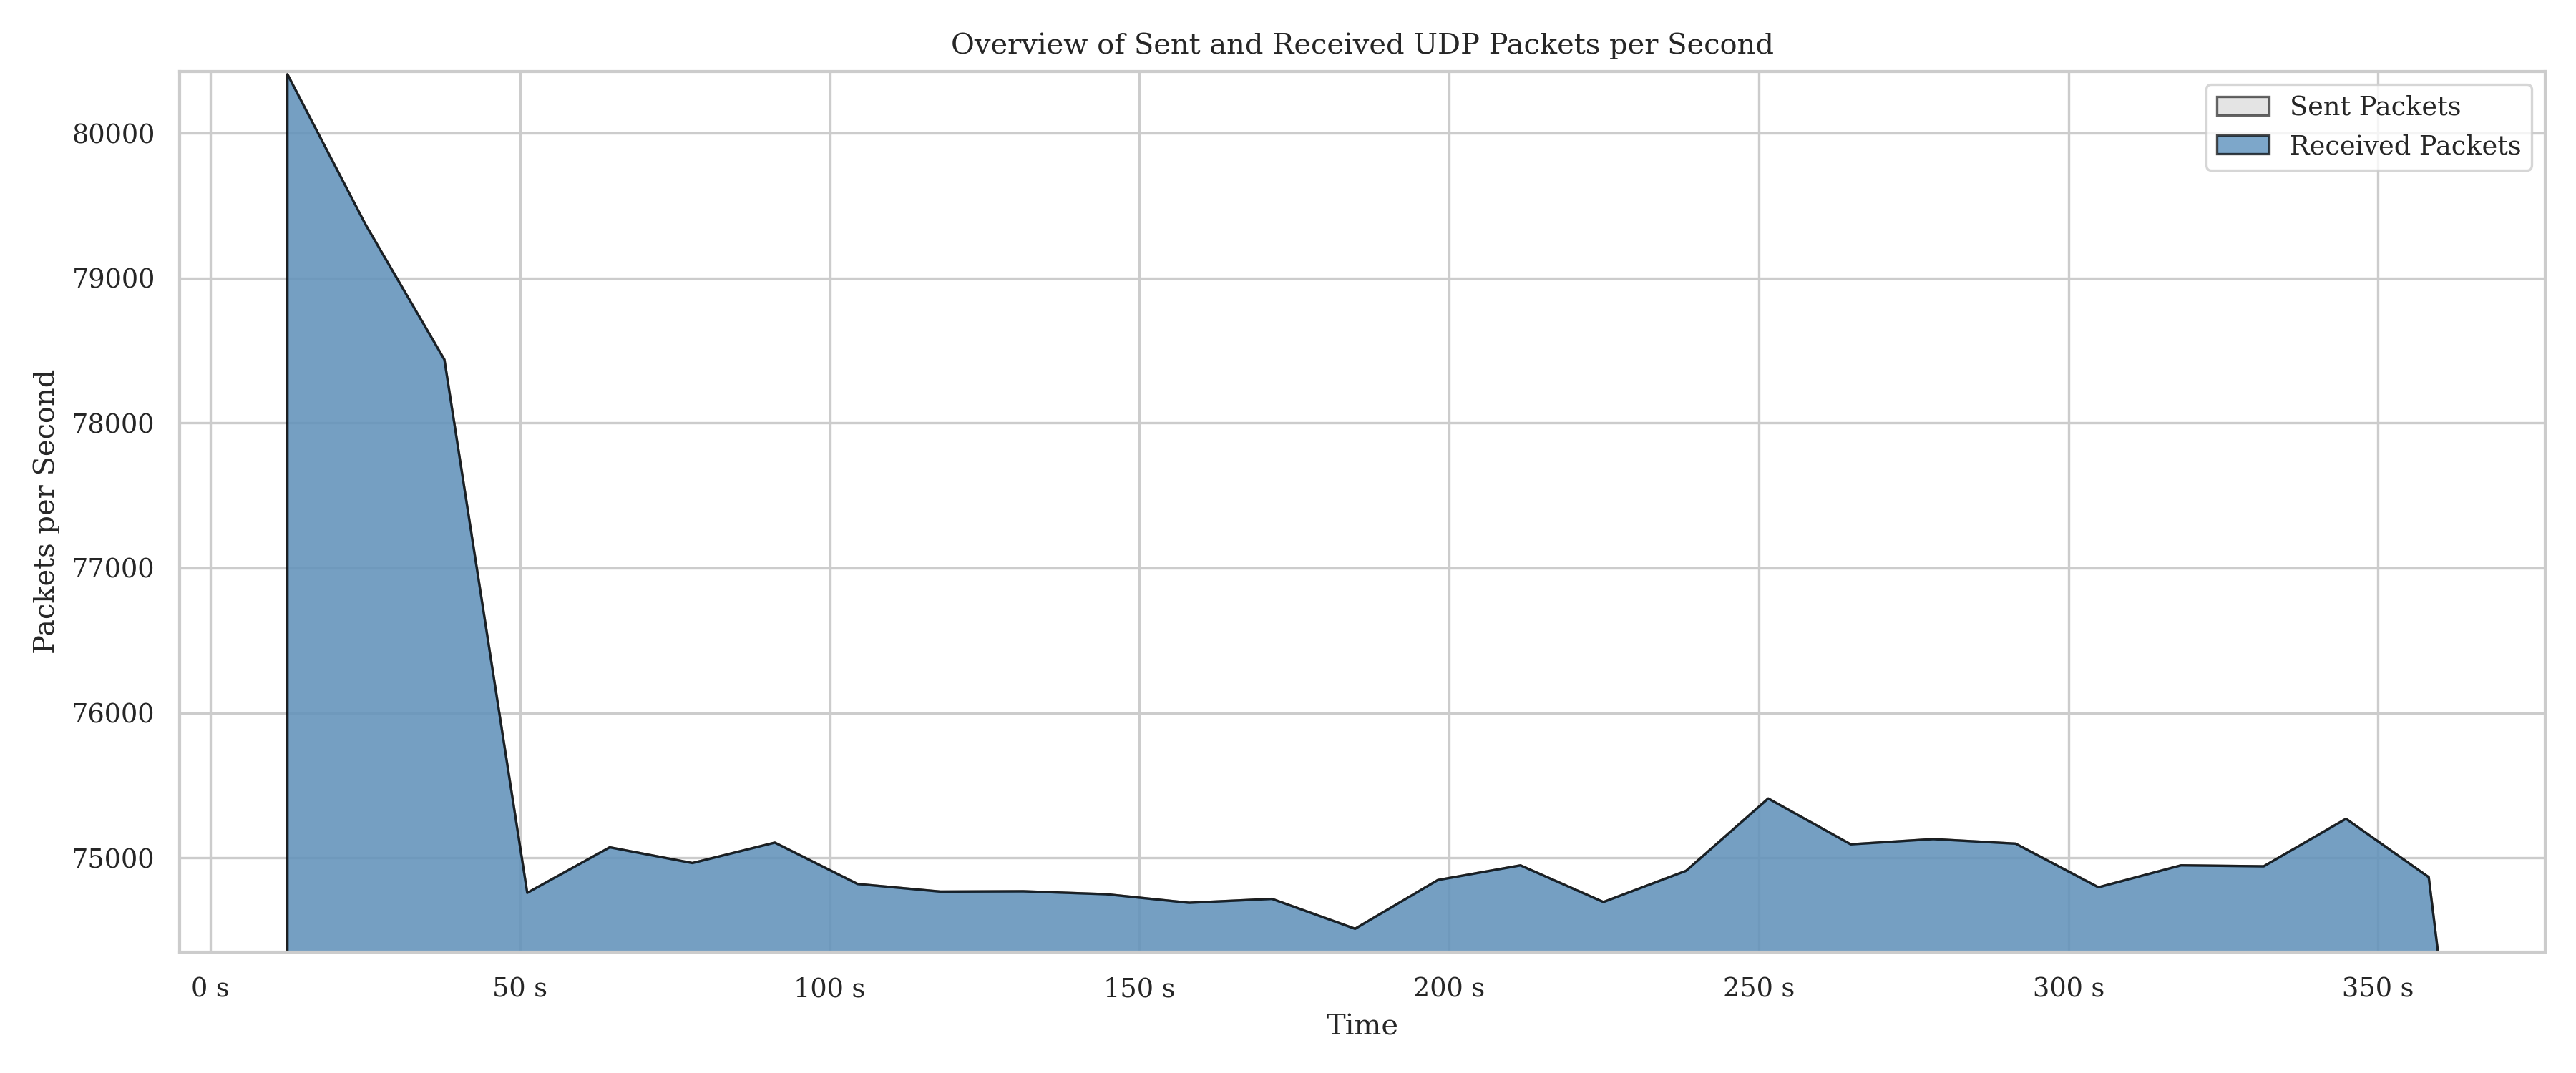 Overview of Sent and Received UDP Packets per Second
Sent Packets
Received Packets
Packets per Second
80000
79000
78000
77000
76000
75000
0 s
50 s
100 s
150 s
200 s
250 s
300 s
350 s
Time